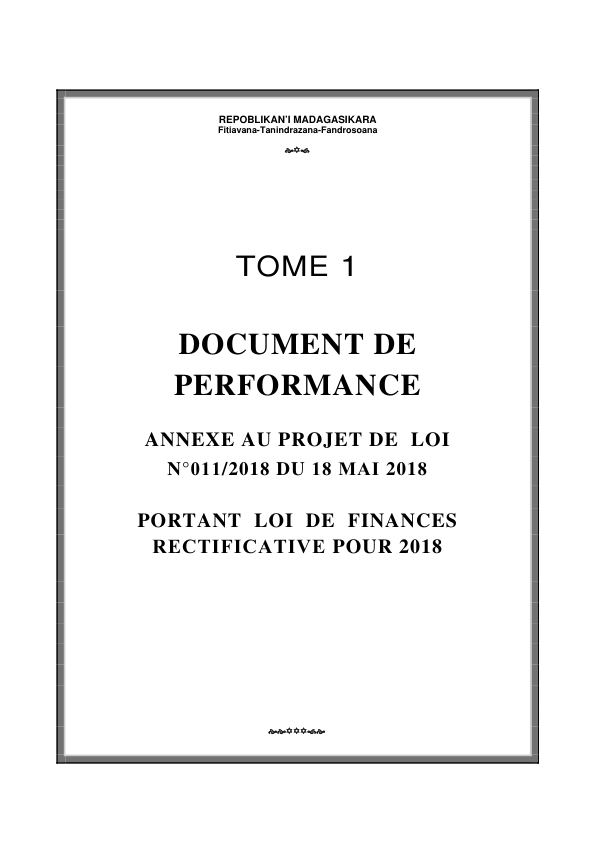 REPOBLIKAN'I MADAGASIKARA
Fitiavana-Tanindrazana-Fandrosoana
TOME 1
DOCUMENT DE
PERFORMANCE
ANNEXE AU PROJET DE LOI
N°011/2018 DU 18 MAI 2018
PORTANT LOI DE FINANCES
RECTIFICATIVE POUR 2018